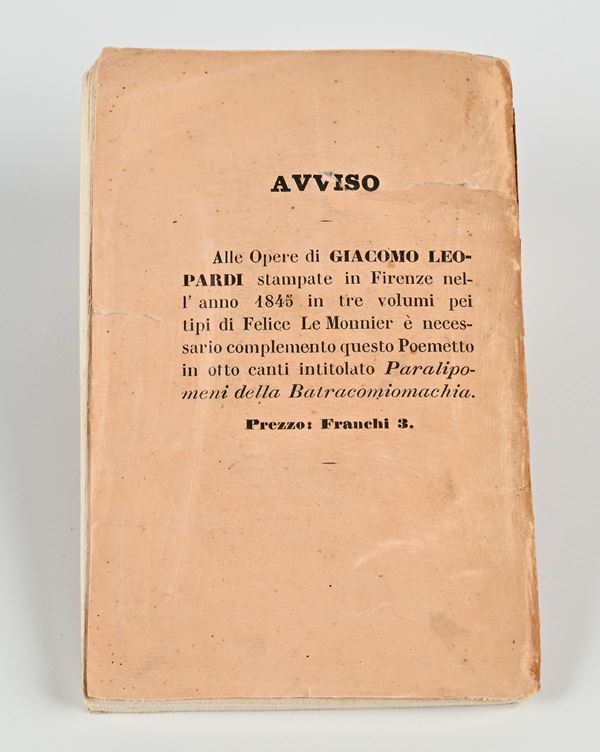 AVVISO
Alle Opere di GIACOMO LEO-
PARDI stampate in Firenze nel-
l' anno 1845 in tre volumi pei
tipi di Felice Le Monnier è neces-
sario complemento questo Poemetto
in otto canti intitolato Paralipo-
meni della Batracomiomachia.
Prezzo: Franchi 3.